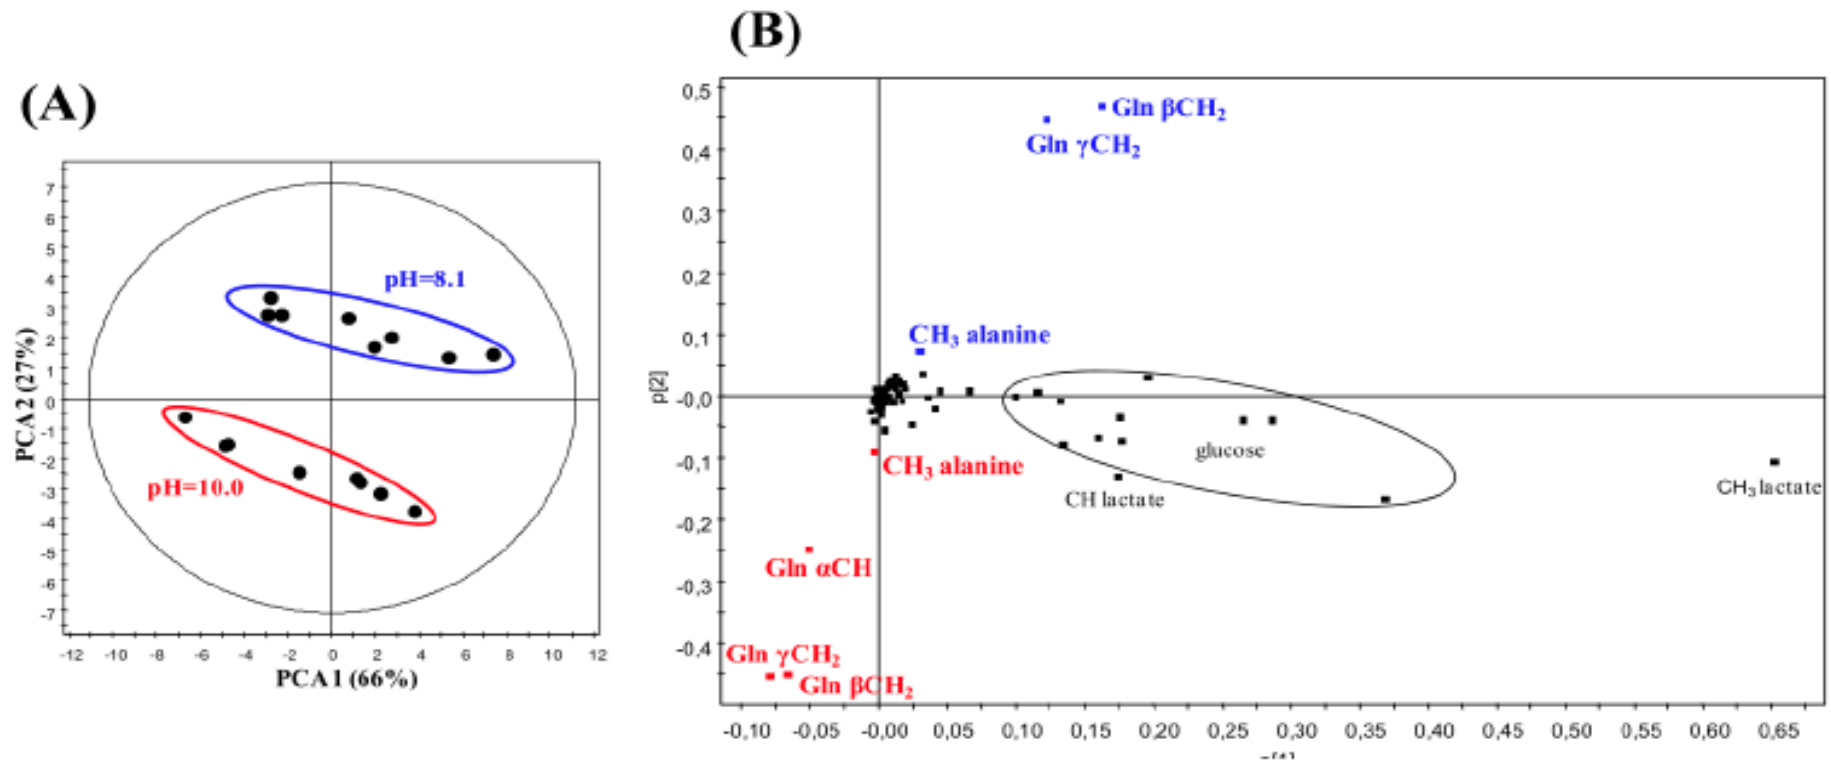 (A)
7
6
5
4
3
2
1
0
-1
-2
-3
-4
-5
-6
-7
PCA2 (27%)
pH=8.1
pH=10.0
-12 -10 -8 -6 -4 -2 0 2 4 6 8 10 12
PCA1 (66%)
(B)
0,5
0,4
0,3
0,2
0,1
-0,0
-0,1
-0,2
-0,3
-0,4
p[2]
Gln βCH₂
Gln γCH₂
CH₃ alanine
CH₃ alanine
glucose
CH lactate
CH₃ lactate
Gln αCH
Gln γCH₂
Gln βCH₂
-0,10 -0,05 -0,00 0,05 0,10 0,15 0,20 0,25 0,30 0,35 0,40 0,45 0,50 0,55 0,60 0,65